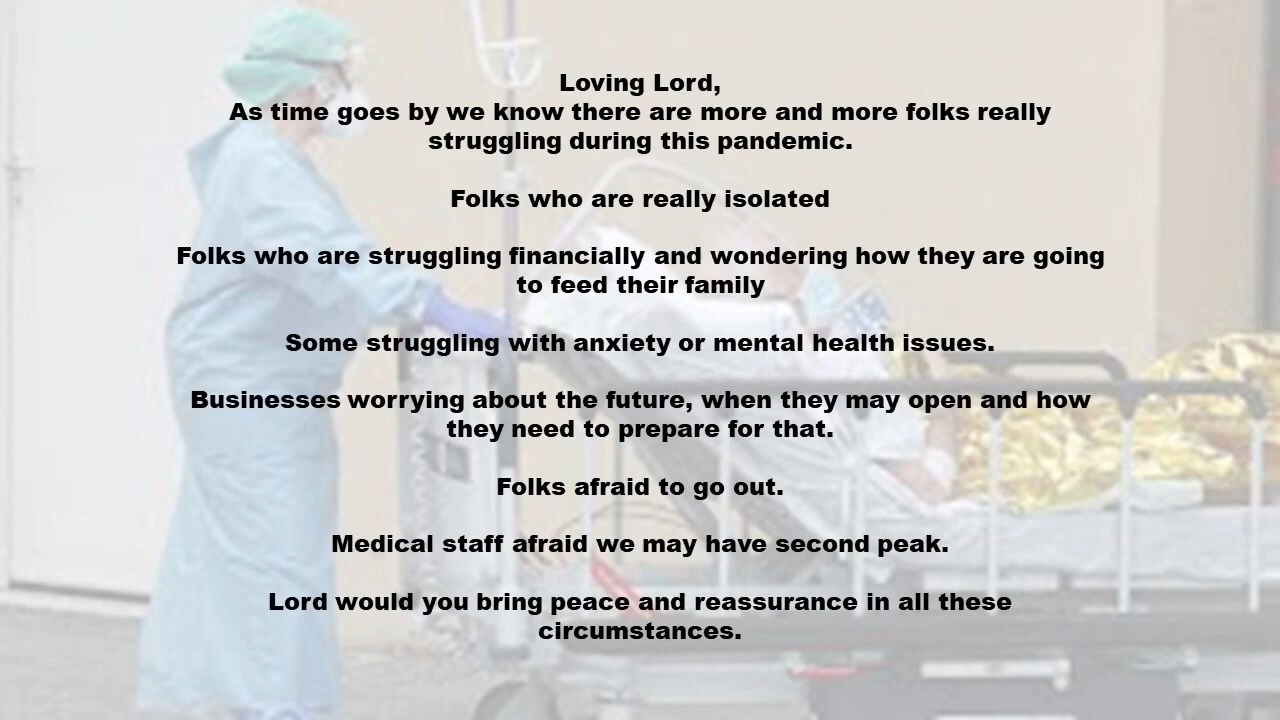 Loving Lord,
As time goes by we know there are more and more folks really
struggling during this pandemic.
Folks who are really isolated
Folks who are struggling financially and wondering how they are going
to feed their family
Some struggling with anxiety or mental health issues.
Businesses worrying about the future, when they may open and how
they need to prepare for that.
Folks afraid to go out.
Medical staff afraid we may have second peak.
Lord would you bring peace and reassurance in all these
circumstances.